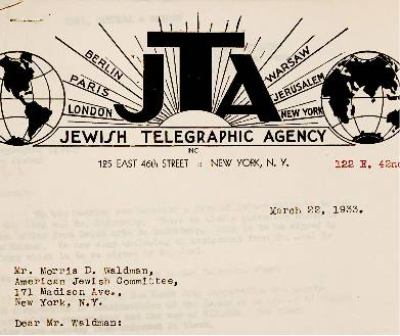 JTA
BERLIN
PARIS
LONDON
WARSAW
JERUSALEM
NEW YORK
JEWISH TELEGRAPHIC AGENCY
INC
125 EAST 46th STREET :: NEW YORK, N. Y.
122 E. 42nd
March 22, 1933.
Mr. Morris D. Waldman,
American Jewish Committee,
171 Madison Ave.,
New York, N.Y.
Dear Mr. Waldman: